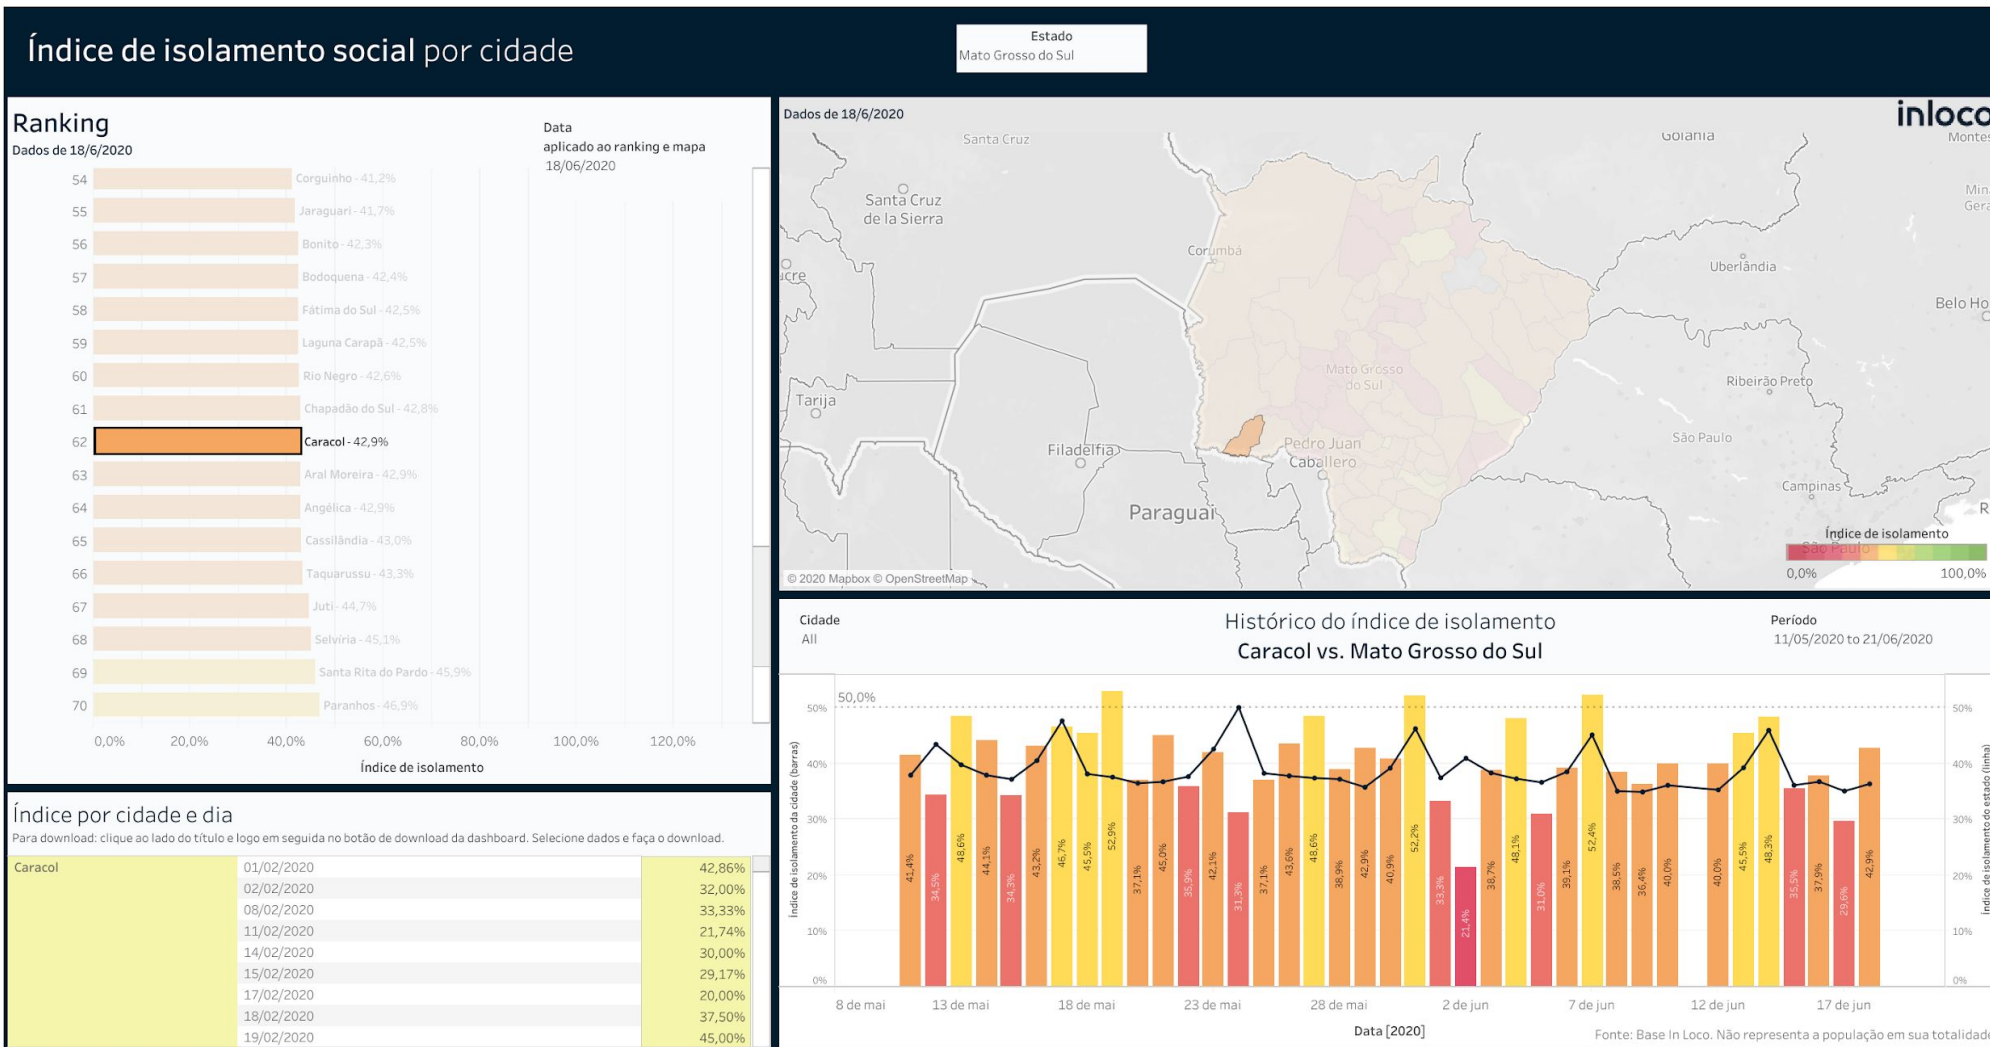 Índice de isolamento social por cidade
Estado
Mato Grosso do Sul
Ranking
Dados de 18/6/2020
Data
aplicado ao ranking e mapa
18/06/2020
54 Corguinho - 41,2%
55 Jaraguari - 41,7%
56 Bonito - 42,3%
57 Bodoquena - 42,4%
58 Fátima do Sul - 42,5%
59 Laguna Carapã - 42,5%
60 Rio Negro - 42,6%
61 Chapadão do Sul - 42,8%
62 Caracol - 42,9%
63 Aral Moreira - 42,9%
64 Angélica - 42,9%
65 Cassilândia - 43,0%
66 Taquarussu - 43,3%
67 Juti - 44,7%
68 Selvíria - 45,1%
69 Santa Rita do Pardo - 45,9%
70 Paranhos - 46,9%
0,0% 20,0% 40,0% 60,0% 80,0% 100,0% 120,0%
Índice de isolamento
Índice por cidade e dia
Para download: clique ao lado do título e logo em seguida no botão de download da dashboard. Selecione dados e faça o download.
Caracol 01/02/2020 42,86%
02/02/2020 32,00%
08/02/2020 33,33%
11/02/2020 21,74%
14/02/2020 30,00%
15/02/2020 29,17%
17/02/2020 20,00%
18/02/2020 37,50%
19/02/2020 45,00%
Dados de 18/6/2020
inloco
Santa Cruz
Goiânia
Montes
Santa Cruz
de la Sierra
Min
Gera
Corumbá
Uberlândia
ucre
Belo Ho
Mato Grosso
do Sul
Ribeirão Preto
Tarija
Filadelfia
Pedro Juan
Caballero
São Paulo
Campinas
Paraguai
R
Índice de isolamento
São Paulo
0,0% 100,0%
© 2020 Mapbox © OpenStreetMap
Cidade
All
Histórico do índice de isolamento
Caracol vs. Mato Grosso do Sul
Período
11/05/2020 to 21/06/2020
50,0%
50%
40%
30%
20%
10%
0%
Índice de isolamento da cidade (barras)
41,4% 34,5% 48,6% 44,1% 34,3% 43,2% 46,7% 45,5% 52,9% 37,1% 45,0% 35,9% 42,1% 31,3% 37,1% 43,6% 48,6% 38,9% 42,9% 40,9% 52,2% 33,3% 21,4% 38,7% 48,1% 31,0% 39,1% 52,4% 38,5% 36,4% 40,0% 40,0% 45,5% 48,3% 35,5% 37,9% 29,6% 42,9%
50%
40%
30%
20%
10%
0%
Índice de isolamento do estado (linha)
8 de mai 13 de mai 18 de mai 23 de mai 28 de mai 2 de jun 7 de jun 12 de jun 17 de jun
Data [2020]
Fonte: Base In Loco. Não representa a população em sua totalidade